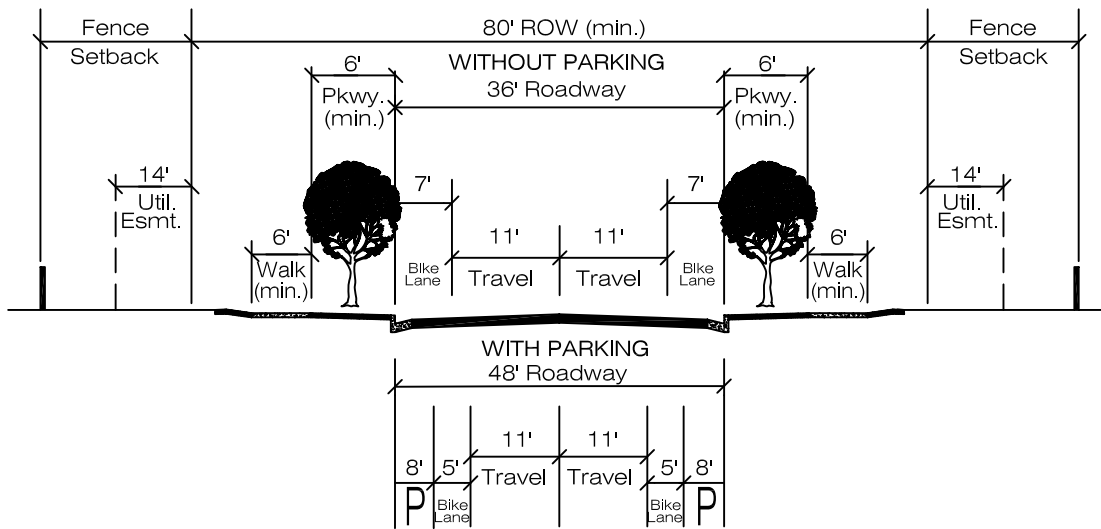 Fence
Setback
80' ROW (min.)
Fence
Setback
WITHOUT PARKING
36' Roadway
6'
Pkwy.
(min.)
6'
Pkwy.
(min.)
14'
Util.
Esmt.
7'
7'
14'
Util.
Esmt.
6'
Walk
(min.)
Bike
Lane
11'
Travel
11'
Travel
Bike
Lane
6'
Walk
(min.)
WITH PARKING
48' Roadway
8'
P
5'
Bike
Lane
11'
Travel
11'
Travel
5'
Bike
Lane
8'
P